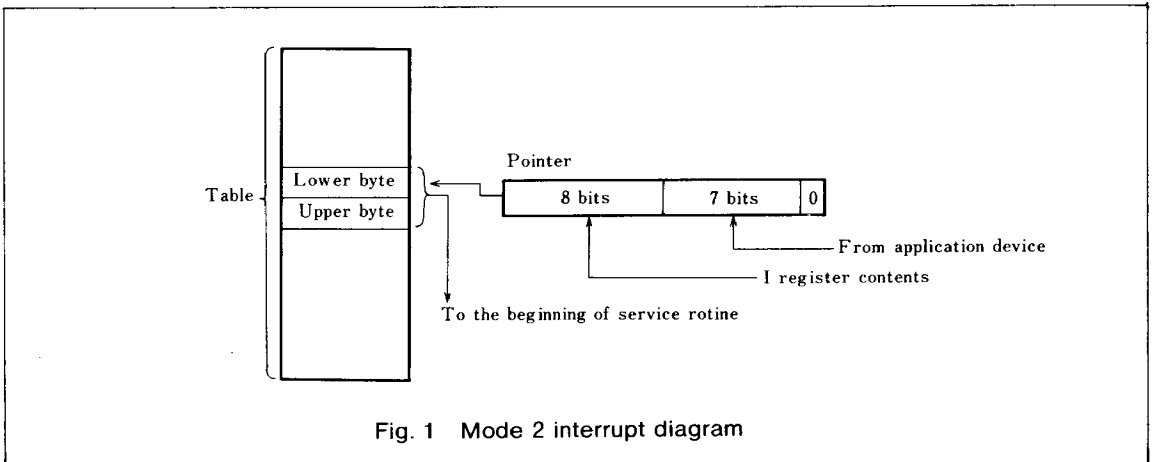 Pointer
Table
Lower byte
Upper byte
8 bits
7 bits
0
From application device
I register contents
To the beginning of service rotine
Fig. 1 Mode 2 interrupt diagram